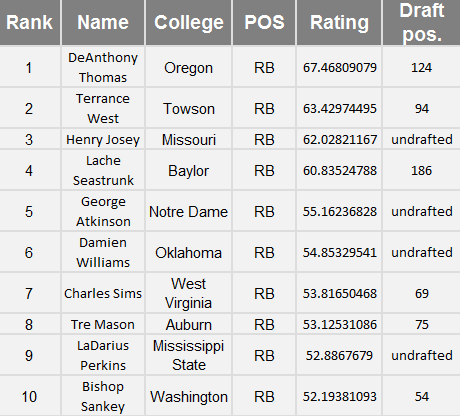 Rank Name College POS Rating Draft pos.
1 DeAnthony Thomas Oregon RB 67.46809079 124
2 Terrance West Towson RB 63.42974495 94
3 Henry Josey Missouri RB 62.02821167 undrafted
4 Lache Seastrunk Baylor RB 60.83524788 186
5 George Atkinson Notre Dame RB 55.16236828 undrafted
6 Damien Williams Oklahoma RB 54.85329541 undrafted
7 Charles Sims West Virginia RB 53.81650468 69
8 Tre Mason Auburn RB 53.12531086 75
9 LaDarius Perkins Mississippi State RB 52.8867679 undrafted
10 Bishop Sankey Washington RB 52.19381093 54